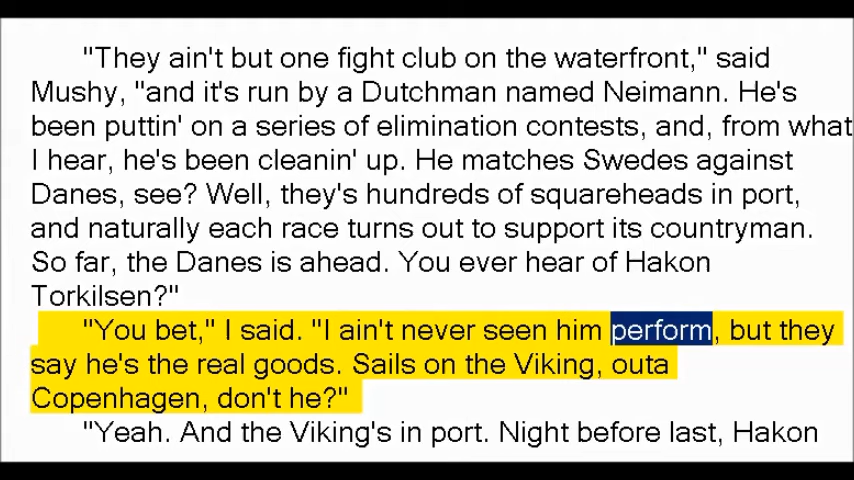 "They ain't but one fight club on the waterfront," said
Mushy, "and it's run by a Dutchman named Neimann. He's
been puttin' on a series of elimination contests, and, from what
I hear, he's been cleanin' up. He matches Swedes against
Danes, see? Well, they's hundreds of squareheads in port,
and naturally each race turns out to support its countryman.
So far, the Danes is ahead. You ever hear of Hakon
Torkilsen?"
"You bet," I said. "I ain't never seen him perform, but they
say he's the real goods. Sails on the Viking, outa
Copenhagen, don't he?"
"Yeah. And the Viking's in port. Night before last, Hakon